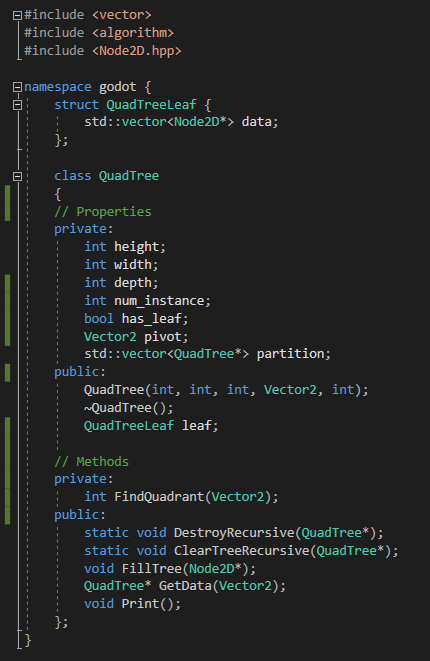 #include <vector>
#include <algorithm>
#include <Node2D.hpp>

namespace godot {
    struct QuadTreeLeaf {
        std::vector<Node2D*> data;
    };

    class QuadTree
    {
    // Properties
    private:
        int height;
        int width;
        int depth;
        int num_instance;
        bool has_leaf;
        Vector2 pivot;
        std::vector<QuadTree*> partition;
    public:
        QuadTree(int, int, int, Vector2, int);
        ~QuadTree();
        QuadTreeLeaf leaf;

    // Methods
    private:
        int FindQuadrant(Vector2);
    public:
        static void DestroyRecursive(QuadTree*);
        static void ClearTreeRecursive(QuadTree*);
        void FillTree(Node2D*);
        QuadTree* GetData(Vector2);
        void Print();
    };
}